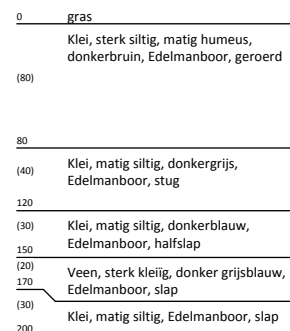 0 gras
Klei, sterk siltig, matig humeus,
donkerbruin, Edelmanboor, geroerd
(80)
80
Klei, matig siltig, donkergrijs,
(40)
Edelmanboor, stug
120
(30) Klei, matig siltig, donkerblauw,
Edelmanboor, halfslap
150
(20)
Veen, sterk kleiïg, donker grijsblauw,
170
Edelmanboor, slap
(30)
Klei, matig siltig, Edelmanboor, slap
200